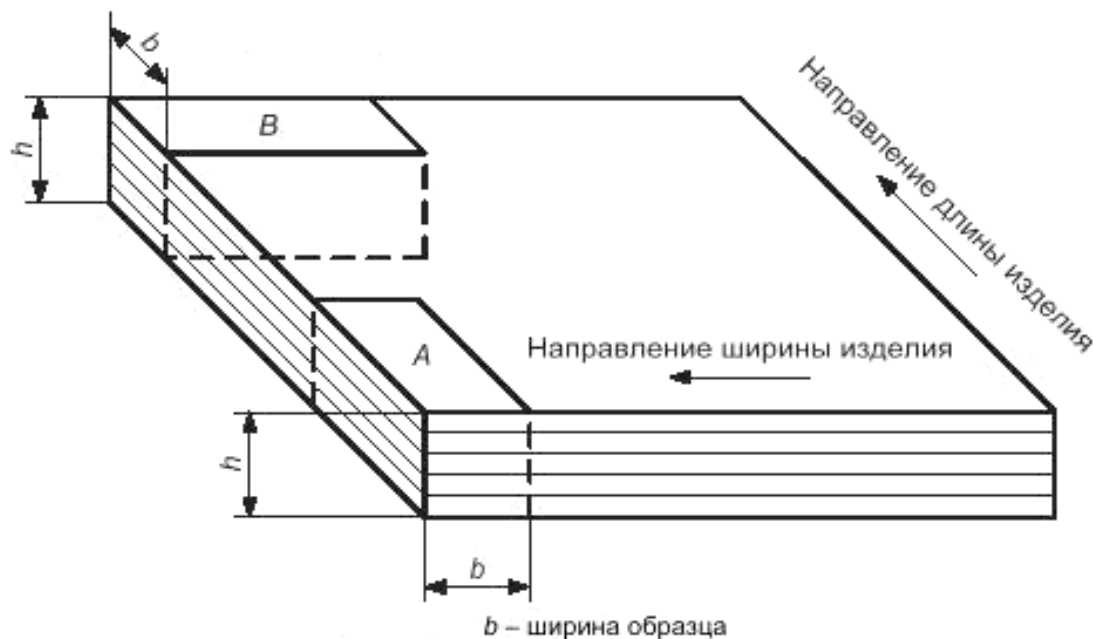 b
h
B
Направление длины изделия
A
Направление ширины изделия
h
b
b – ширина образца